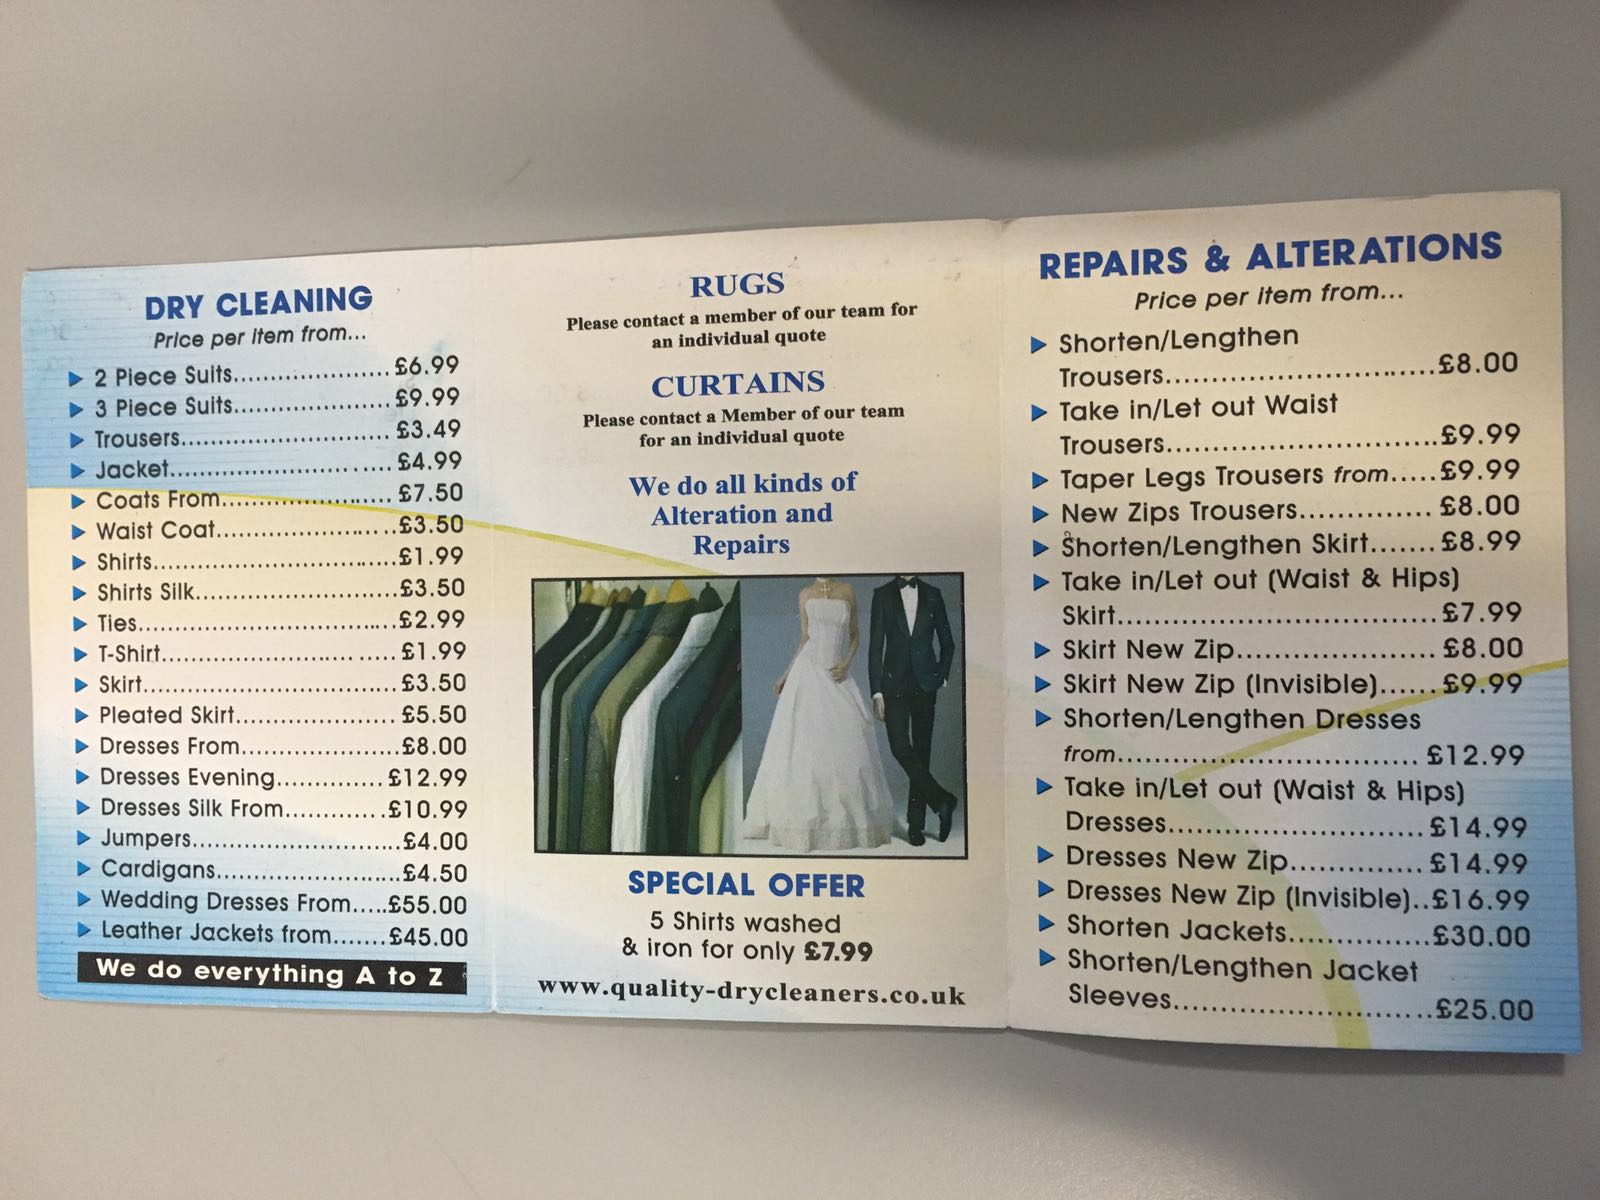 DRY CLEANING
Price per item from...
2 Piece Suits.....................£6.99
3 Piece Suits.....................£9.99
Trousers.............................£3.49
Jacket................................£4.99
Coats From........................£7.50
Waist Coat........................£3.50
Shirts..................................£1.99
Shirts Silk...........................£3.50
Ties.....................................£2.99
T-Shirt.................................£1.99
Skirt....................................£3.50
Pleated Skirt......................£5.50
Dresses From.....................£8.00
Dresses Evening.............£12.99
Dresses Silk From............£10.99
Jumpers............................£4.00
Cardigans.........................£4.50
Wedding Dresses From.....£55.00
Leather Jackets from.......£45.00
We do everything A to Z
RUGS
Please contact a member of our team for
an individual quote
CURTAINS
Please contact a Member of our team
for an individual quote
We do all kinds of
Alteration and
Repairs
SPECIAL OFFER
5 Shirts washed
& iron for only £7.99
www.quality-drycleaners.co.uk
REPAIRS & ALTERATIONS
Price per item from...
Shorten/Lengthen
Trousers.............................£8.00
Take in/Let out Waist
Trousers.............................£9.99
Taper Legs Trousers from.....£9.99
New Zips Trousers..............£8.00
Shorten/Lengthen Skirt.......£8.99
Take in/Let out (Waist & Hips)
Skirt..................................£7.99
Skirt New Zip.....................£8.00
Skirt New Zip (Invisible)......£9.99
Shorten/Lengthen Dresses
from................................£12.99
Take in/Let out (Waist & Hips)
Dresses...........................£14.99
Dresses New Zip..............£14.99
Dresses New Zip (Invisible)..£16.99
Shorten Jackets...............£30.00
Shorten/Lengthen Jacket
Sleeves............................£25.00